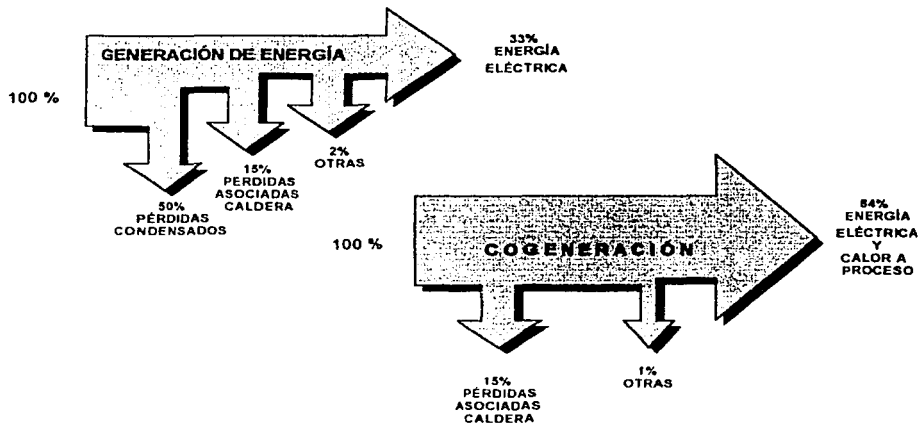 GENERACIÓN DE ENERGÍA
33%
ENERGÍA
ELÉCTRICA
100 %
2%
OTRAS
15%
PERDIDAS
ASOCIADAS
CALDERA
50%
PÉRDIDAS
CONDENSADOS
100 %
COGENERACIÓN
84%
ENERGÍA
ELÉCTRICA
Y
CALOR A
PROCESO
15%
PÉRDIDAS
ASOCIADAS
CALDERA
1%
OTRAS